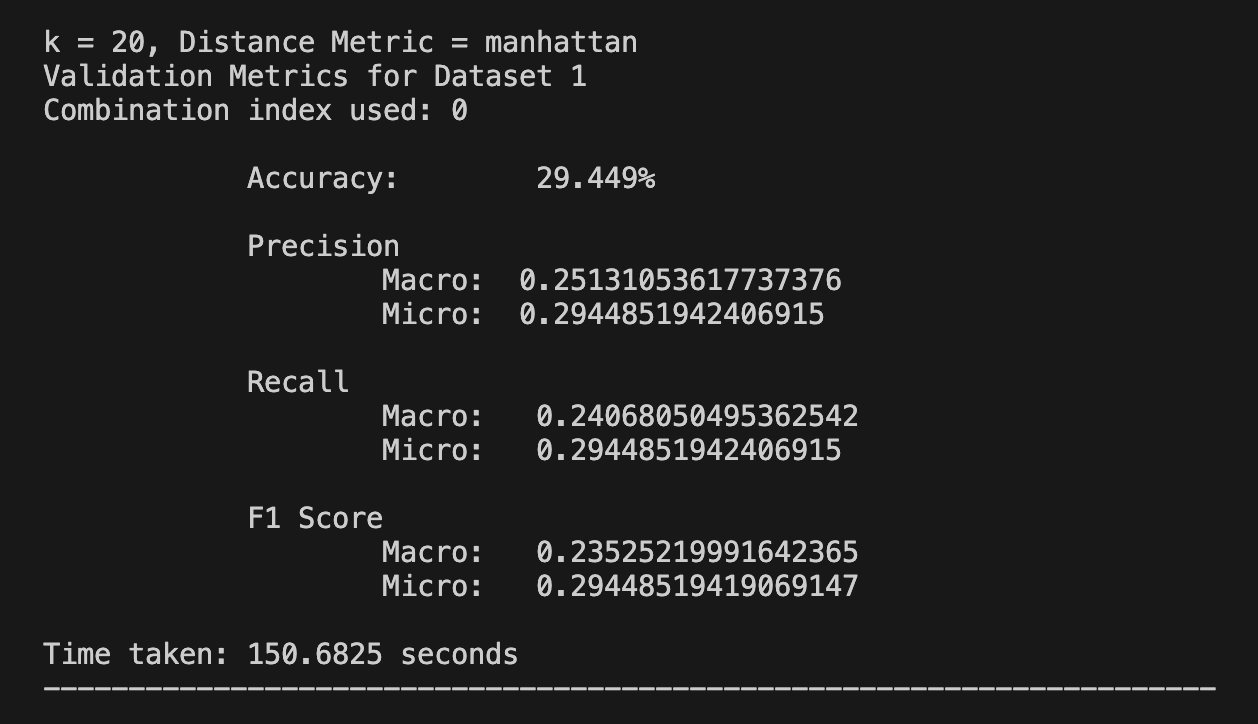 k = 20, Distance Metric = manhattan
Validation Metrics for Dataset 1
Combination index used: 0
Accuracy: 29.449%
Precision
Macro: 0.25131053617737376
Micro: 0.2944851942406915
Recall
Macro: 0.24068050495362542
Micro: 0.2944851942406915
F1 Score
Macro: 0.23525219991642365
Micro: 0.29448519419069147
Time taken: 150.6825 seconds
---------------------------------------------------------------------